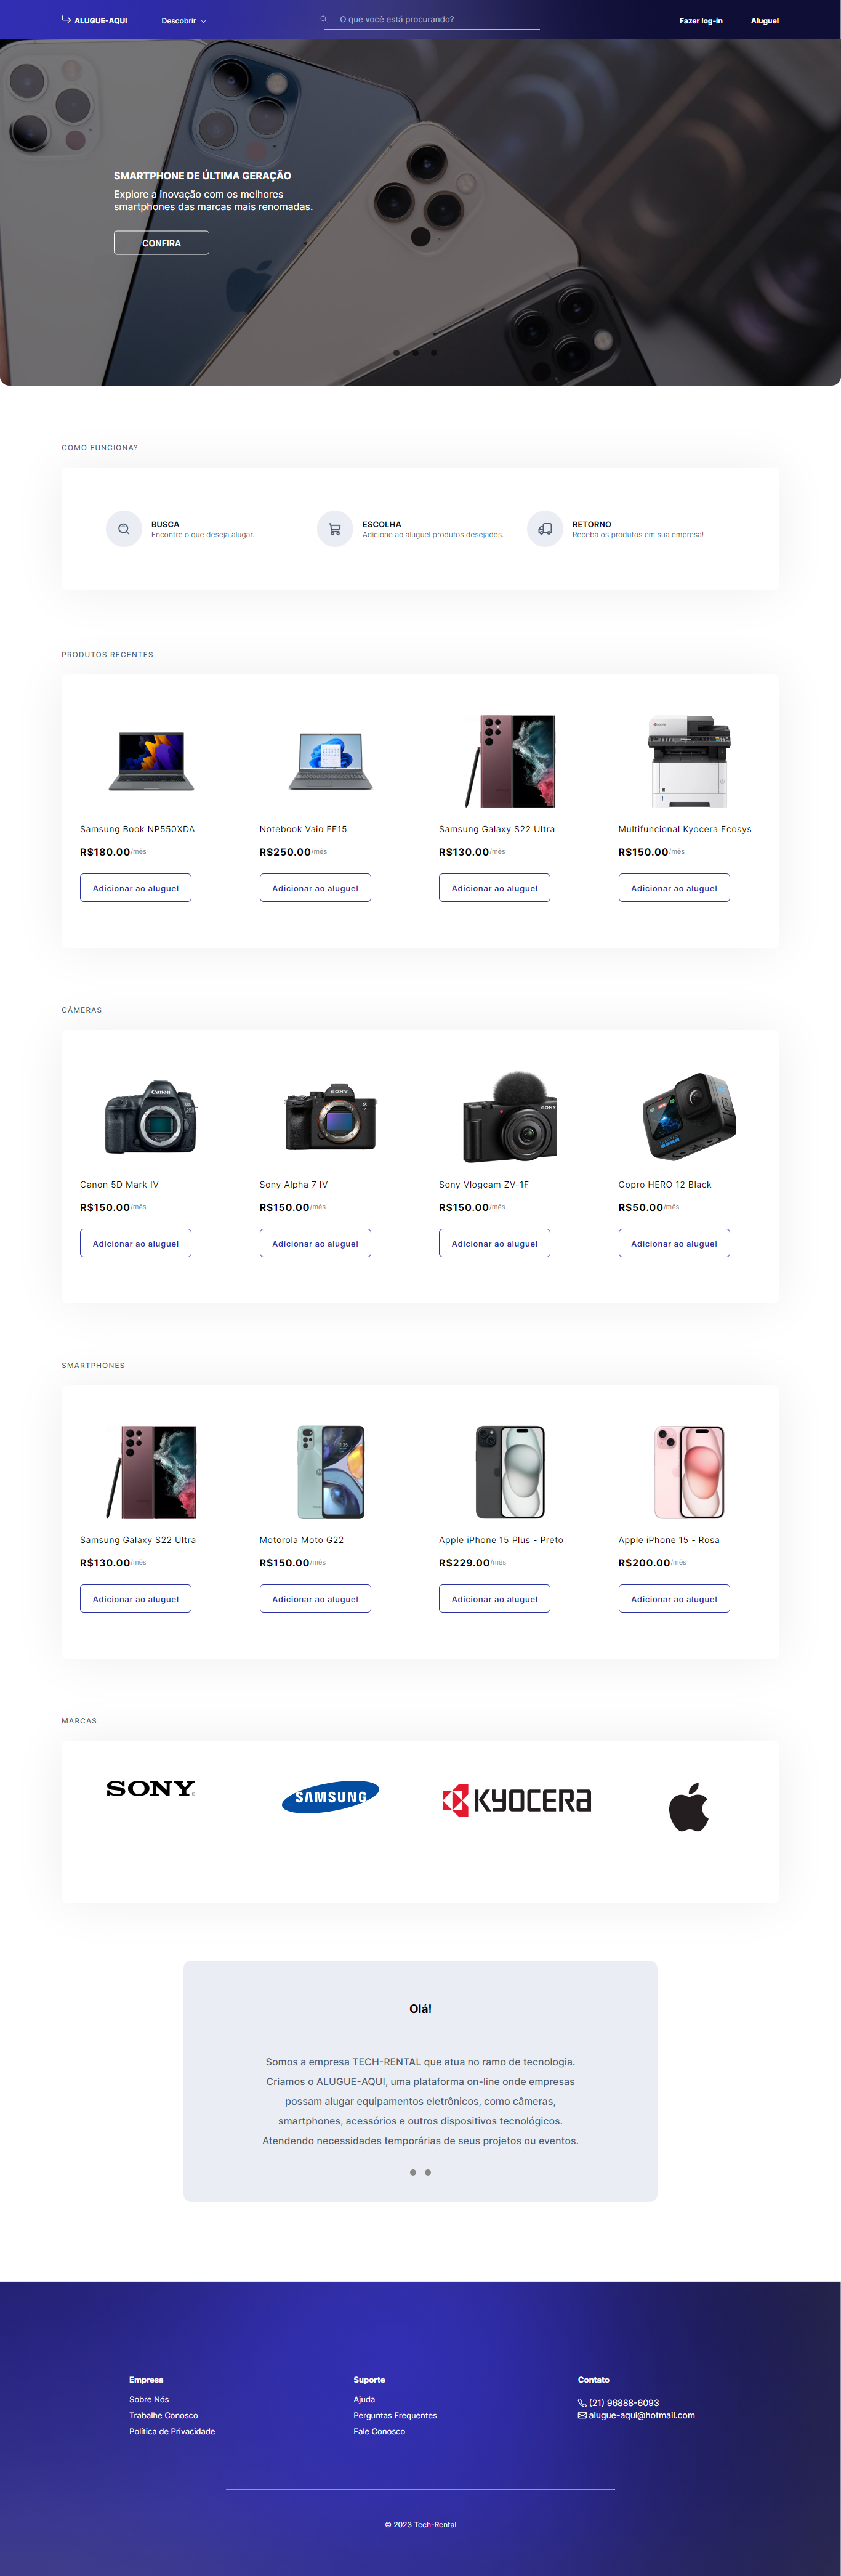 ALUGUE-AQUI
Descobrir
O que você está procurando?
Fazer log-in
Aluguel
SMARTPHONE DE ÚLTIMA GERAÇÃO
Explore a inovação com os melhores
smartphones das marcas mais renomadas.
CONFIRA
COMO FUNCIONA?
BUSCA
Encontre o que deseja alugar.
ESCOLHA
Adicione ao aluguel produtos desejados.
RETORNO
Receba os produtos em sua empresa!
PRODUTOS RECENTES
Samsung Book NP550XDA
R$180.00/mês
Adicionar ao aluguel
Notebook Vaio FE15
R$250.00/mês
Adicionar ao aluguel
Samsung Galaxy S22 Ultra
R$130.00/mês
Adicionar ao aluguel
Multifuncional Kyocera Ecosys
R$150.00/mês
Adicionar ao aluguel
CÂMERAS
Canon
Canon 5D Mark IV
R$150.00/mês
Adicionar ao aluguel
SONY
Sony Alpha 7 IV
R$150.00/mês
Adicionar ao aluguel
SONY
Sony Vlogcam ZV-1F
R$150.00/mês
Adicionar ao aluguel
Gopro HERO 12 Black
R$50.00/mês
Adicionar ao aluguel
SMARTPHONES
Samsung Galaxy S22 Ultra
R$130.00/mês
Adicionar ao aluguel
Motorola Moto G22
R$150.00/mês
Adicionar ao aluguel
Apple iPhone 15 Plus - Preto
R$229.00/mês
Adicionar ao aluguel
Apple iPhone 15 - Rosa
R$200.00/mês
Adicionar ao aluguel
MARCAS
SONY
SAMSUNG
KYOCERA
Olá!
Somos a empresa TECH-RENTAL que atua no ramo de tecnologia.
Criamos o ALUGUE-AQUI, uma plataforma on-line onde empresas
possam alugar equipamentos eletrônicos, como câmeras,
smartphones, acessórios e outros dispositivos tecnológicos.
Atendendo necessidades temporárias de seus projetos ou eventos.
Empresa
Sobre Nós
Trabalhe Conosco
Política de Privacidade
Suporte
Ajuda
Perguntas Frequentes
Fale Conosco
Contato
(21) 96888-6093
alugue-aqui@hotmail.com
© 2023 Tech-Rental